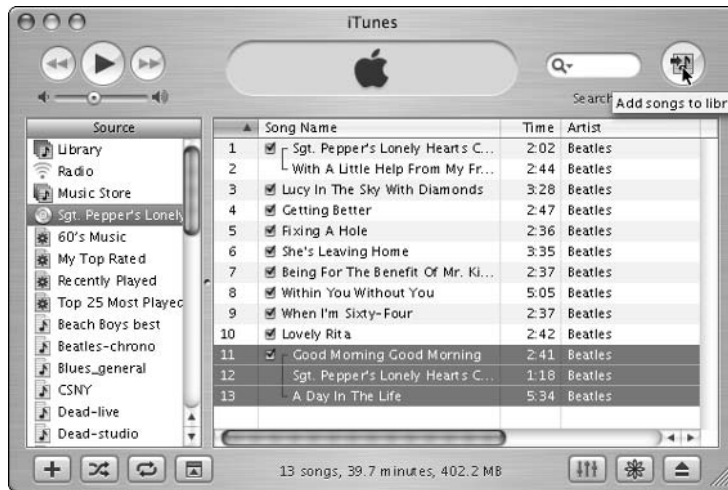 iTunes
Search
Add songs to libr
Source
Library
Radio
Music Store
Sgt. Pepper's Lonely
60's Music
My Top Rated
Recently Played
Top 25 Most Played
Beach Boys best
Beatles-chrono
Blues_general
CSNY
Dead-live
Dead-studio
Song Name Time Artist
1 Sgt. Pepper's Lonely Hearts C... 2:02 Beatles
2 With A Little Help From My Fr... 2:44 Beatles
3 Lucy In The Sky With Diamonds 3:28 Beatles
4 Getting Better 2:47 Beatles
5 Fixing A Hole 2:36 Beatles
6 She's Leaving Home 3:35 Beatles
7 Being For The Benefit Of Mr. Ki... 2:37 Beatles
8 Within You Without You 5:05 Beatles
9 When I'm Sixty-Four 2:37 Beatles
10 Lovely Rita 2:42 Beatles
11 Good Morning Good Morning 2:41 Beatles
12 Sgt. Pepper's Lonely Hearts C... 1:18 Beatles
13 A Day In The Life 5:34 Beatles
13 songs, 39.7 minutes, 402.2 MB